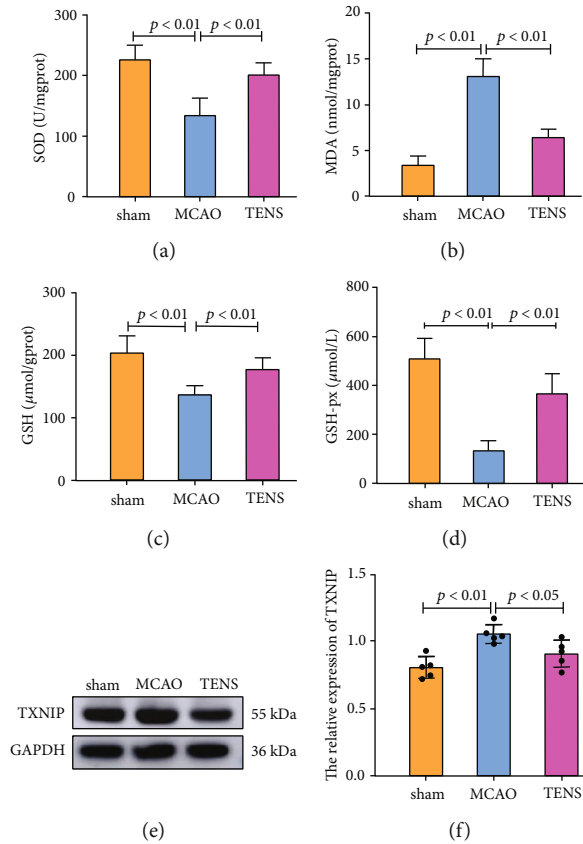 p < 0.01 p < 0.01
300
200
100
0
SOD (U/mgprot)
sham MCAO TENS
(a)
p < 0.01 p < 0.01
15
10
5
0
MDA (nmol/mgprot)
sham MCAO TENS
(b)
p < 0.01 p < 0.01
300
200
100
0
GSH (μmol/gprot)
sham MCAO TENS
(c)
p < 0.01 p < 0.01
800
600
400
200
0
GSH-px (μmol/L)
sham MCAO TENS
(d)
sham MCAO TENS
TXNIP 55 kDa
GAPDH 36 kDa
(e)
p < 0.01 p < 0.05
1.5
1.0
0.5
0.0
The relative expression of TXNIP
sham MCAO TENS
(f)